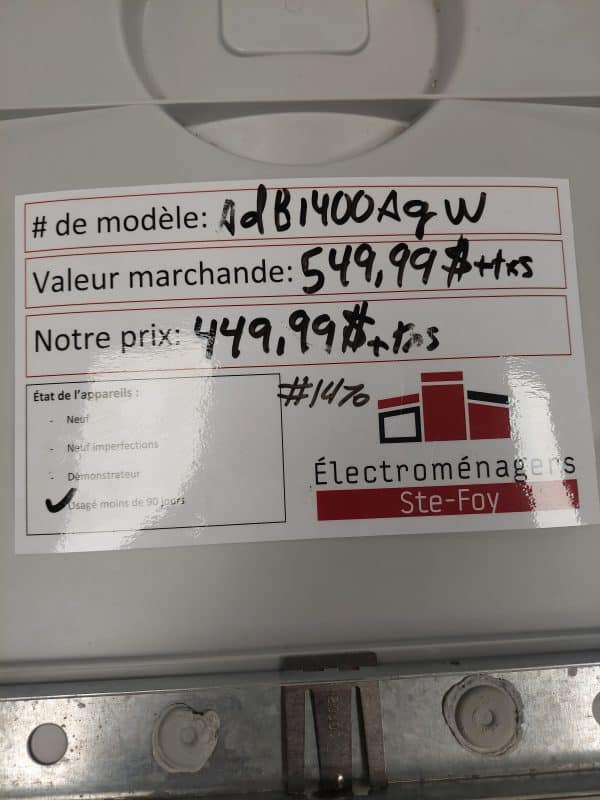 # de modèle: AdB1400AgW
Valeur marchande: 549,99$+txs
Notre prix: 449,99$+txs
État de l'appareils :
- Neuf
- Neuf imperfections
- Démonstrateur
✓ Usagé moins de 90 jours
#1470
Électroménagers
Ste-Foy